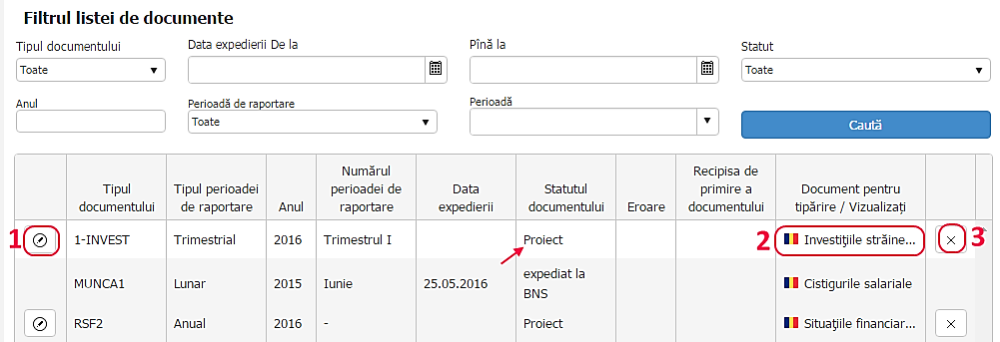 Filtrul listei de documente
Tipul documentului
Data expedierii De la
Pînă la
Statut
Toate
Toate
Anul
Perioadă de raportare
Perioadă
Toate
Caută
Tipul documentului
Tipul perioadei de raportare
Anul
Numărul perioadei de raportare
Data expedierii
Statutul documentului
Eroare
Recipisa de primire a documentului
Document pentru tipărire / Vizualizați
1
1-INVEST
Trimestrial
2016
Trimestrul I
Proiect
2
Investiţiile străine...
3
MUNCA1
Lunar
2015
Iunie
25.05.2016
expediat la BNS
Cistigurile salariale
RSF2
Anual
2016
-
Proiect
Situaţiile financiar...